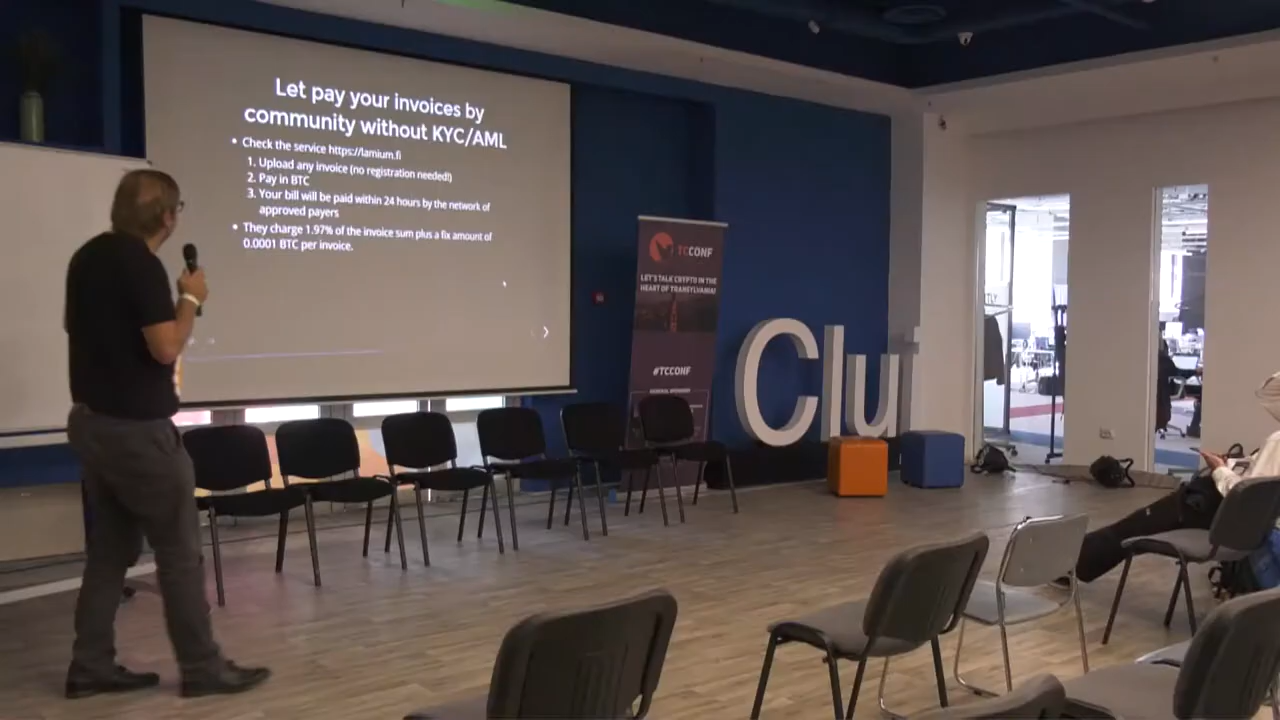 Let pay your invoices by
community without KYC/AML
• Check the service https://lamium.fi
1. Upload any invoice (no registration needed!)
2. Pay in BTC
3. Your bill will be paid within 24 hours by the network of
approved payers
• They charge 1.97% of the invoice sum plus a fix amount of
0.0001 BTC per invoice.
TCCONF
LET'S TALK CRYPTO IN THE
HEART OF TRANSYLVANIA!
#TCCONF
GENERAL SPONSOR
Cluj